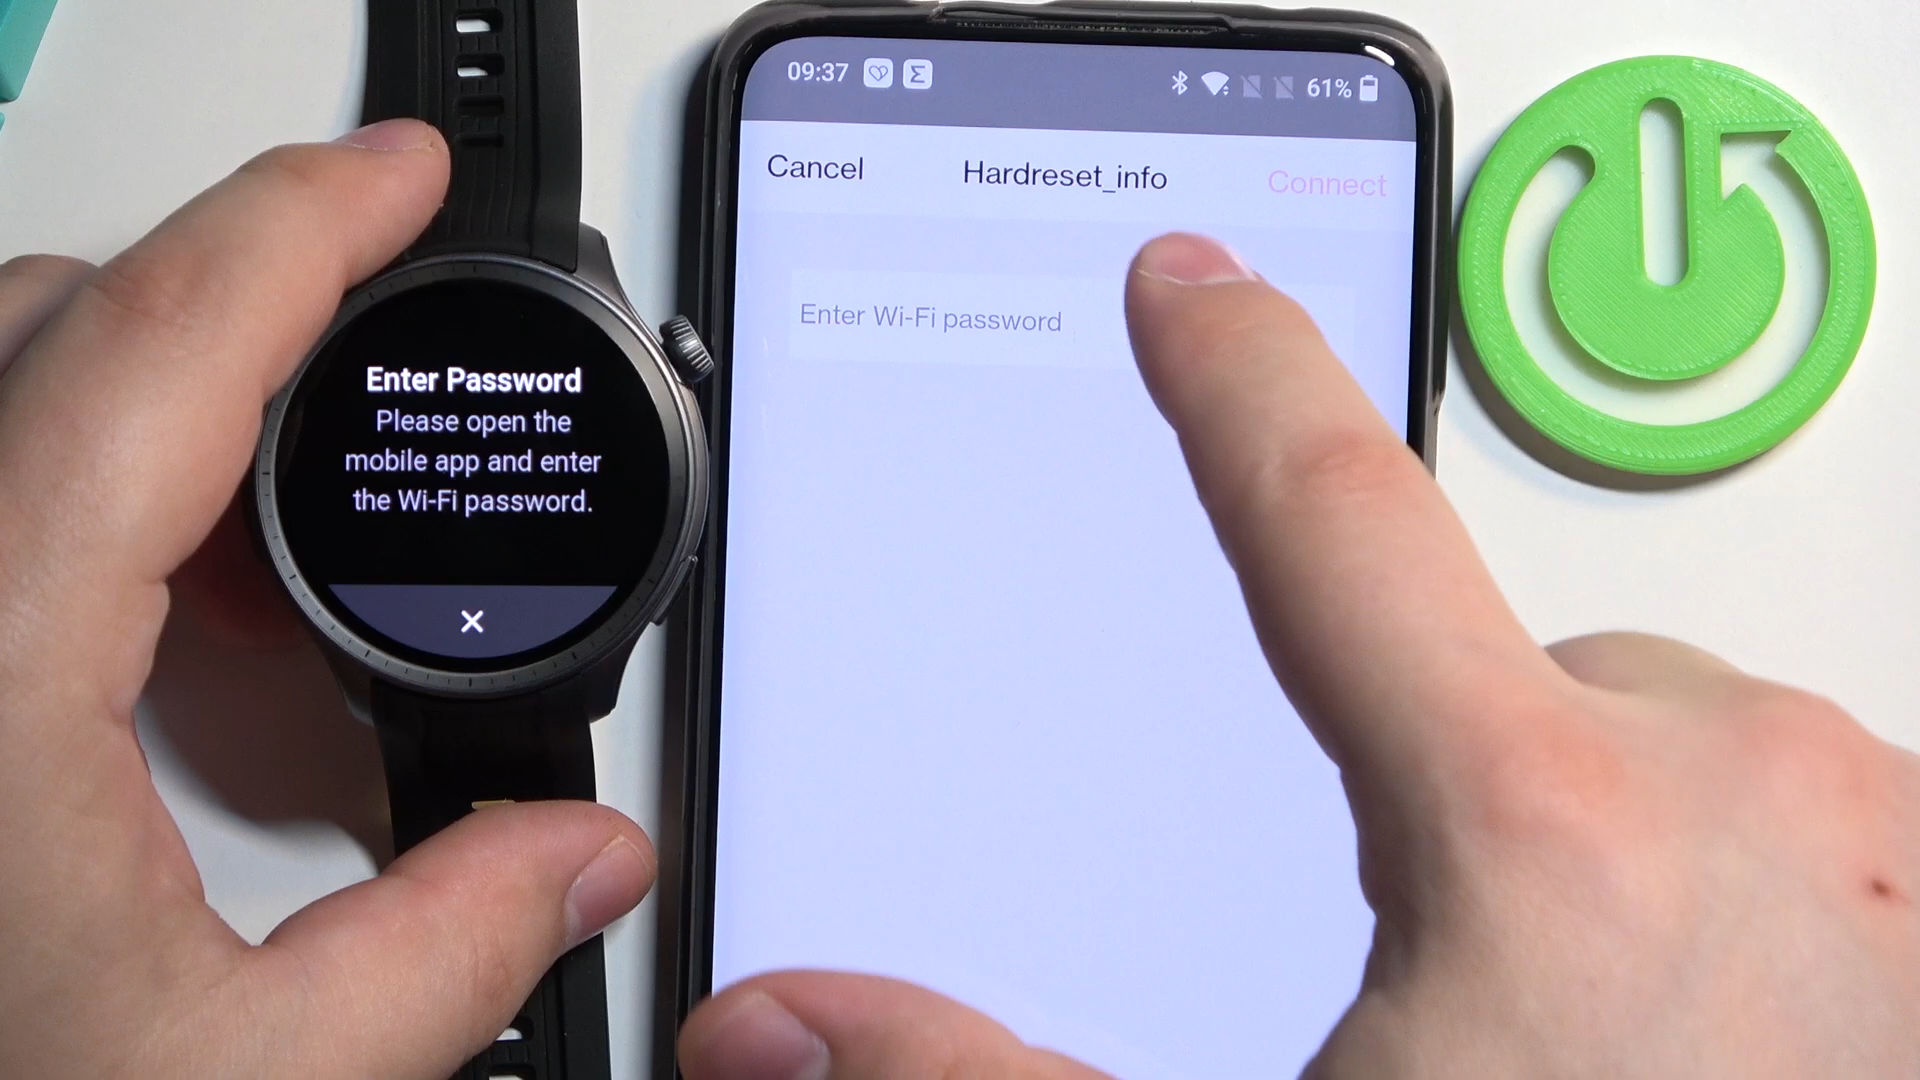 Enter Password
Please open the
mobile app and enter
the Wi-Fi password.
09:37
61%
Cancel
Hardreset_info
Connect
Enter Wi-Fi password